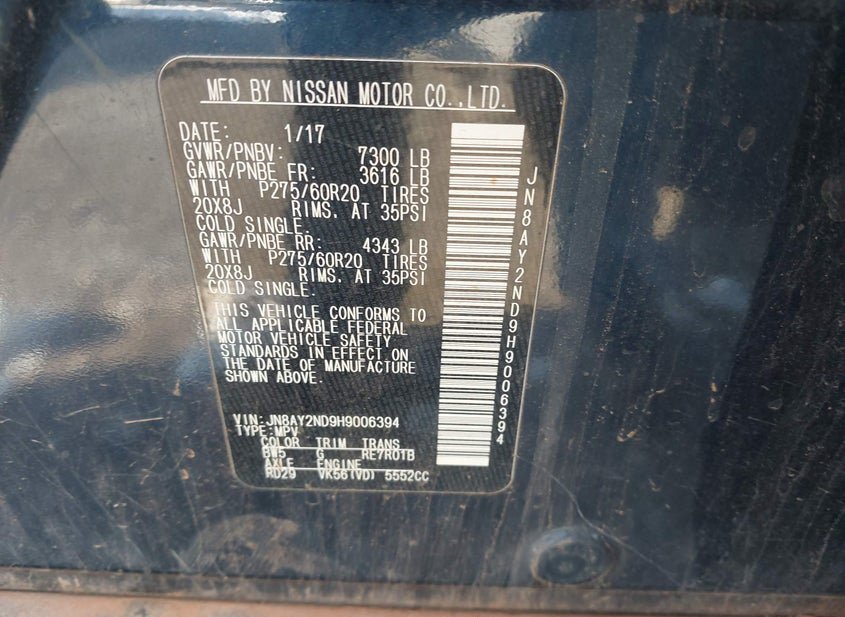 MFD BY NISSAN MOTOR CO.,LTD.
DATE: 1/17
GVWR/PNBV: 7300 LB
GAWR/PNBE FR: 3616 LB
WITH P275/60R20 TIRES
20X8J RIMS. AT 35PSI
COLD SINGLE.
GAWR/PNBE RR: 4343 LB
WITH P275/60R20 TIRES
20X8J RIMS. AT 35PSI
COLD SINGLE.
THIS VEHICLE CONFORMS TO
ALL APPLICABLE FEDERAL
MOTOR VEHICLE SAFETY
STANDARDS IN EFFECT ON
THE DATE OF MANUFACTURE
SHOWN ABOVE.
VIN:JN8AY2ND9H9006394
TYPE:MPV
COLOR TRIM TRANS
BW5 G RE7R01B
AXLE ENGINE
RD29 VK56(VD) 5552CC
JN8AY2ND9H9006394